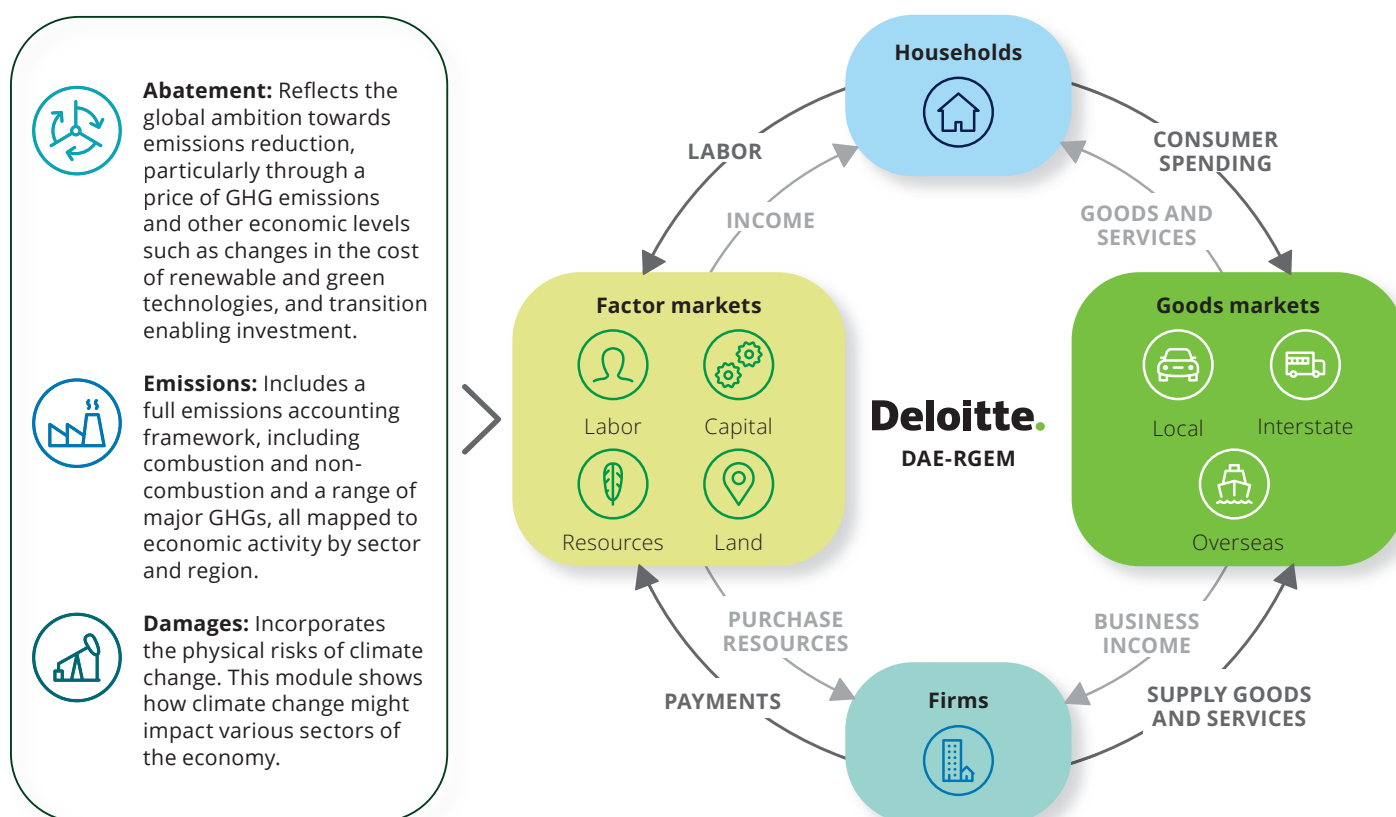 Abatement: Reflects the
global ambition towards
emissions reduction,
particularly through a
price of GHG emissions
and other economic levels
such as changes in the cost
of renewable and green
technologies, and transition
enabling investment.
Emissions: Includes a
full emissions accounting
framework, including
combustion and non-
combustion and a range of
major GHGs, all mapped to
economic activity by sector
and region.
Damages: Incorporates
the physical risks of climate
change. This module shows
how climate change might
impact various sectors of
the economy.
Households
LABOR
CONSUMER
SPENDING
INCOME
GOODS AND
SERVICES
Factor markets
Labor
Capital
Resources
Land
Deloitte.
DAE-RGEM
Goods markets
Local
Interstate
Overseas
PURCHASE
RESOURCES
BUSINESS
INCOME
PAYMENTS
SUPPLY GOODS
AND SERVICES
Firms